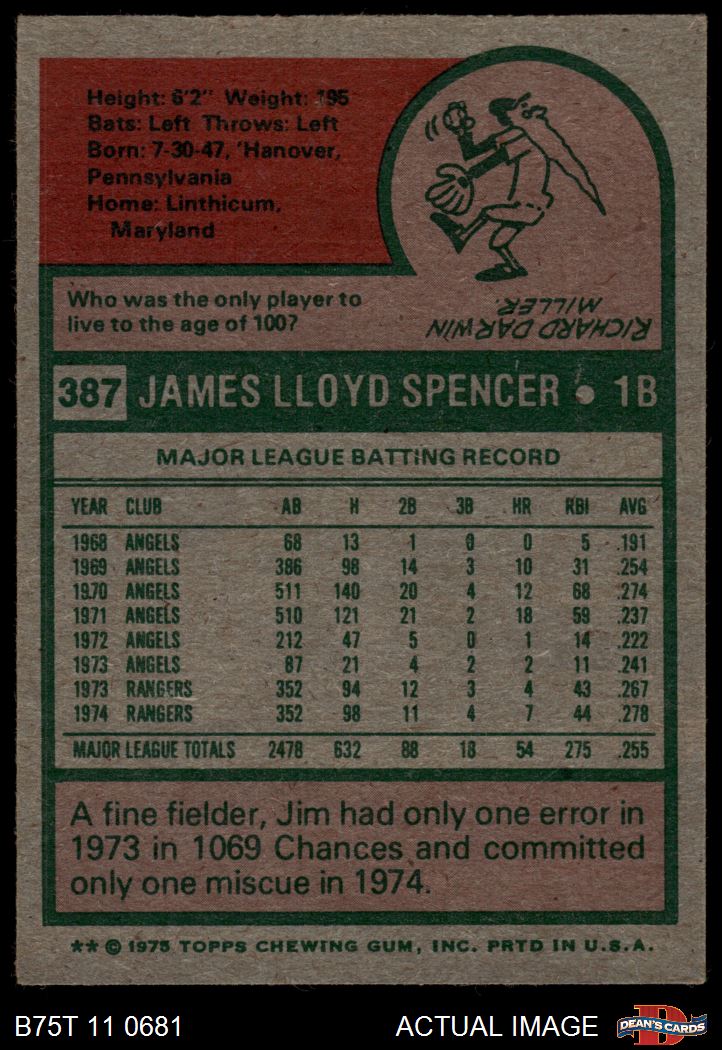 Height: 6'2" Weight: 195
Bats: Left Throws: Left
Born: 7-30-47, 'Hanover,
Pennsylvania
Home: Linthicum,
Maryland
Who was the only player to
live to the age of 100?
RICHARD DARWIN
MILLER.
387 JAMES LLOYD SPENCER • 1B
MAJOR LEAGUE BATTING RECORD
YEAR CLUB AB H 2B 3B HR RBI AVG
1968 ANGELS 68 13 1 0 0 5 .191
1969 ANGELS 386 98 14 3 10 31 .254
1970 ANGELS 511 140 20 4 12 68 .274
1971 ANGELS 510 121 21 2 18 59 .237
1972 ANGELS 212 47 5 0 1 14 .222
1973 ANGELS 87 21 4 2 2 11 .241
1973 RANGERS 352 94 12 3 4 43 .267
1974 RANGERS 352 98 11 4 7 44 .278
MAJOR LEAGUE TOTALS 2478 632 88 18 54 275 .255
A fine fielder, Jim had only one error in
1973 in 1069 Chances and committed
only one miscue in 1974.
** © 1975 TOPPS CHEWING GUM, INC. PRTD IN U.S.A.
B75T 11 0681 ACTUAL IMAGE D DEAN'S CARDS